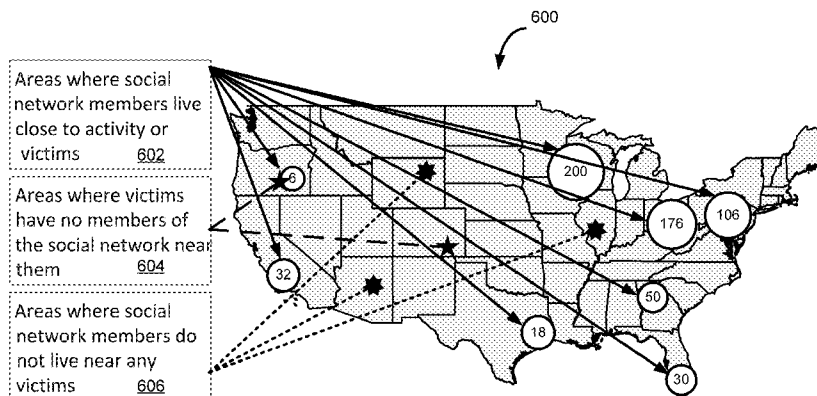 600
Areas where social
network members live
close to activity or
victims 602
Areas where victims
have no members of
the social network near
them 604
Areas where social
network members do
not live near any
victims 606
6
200
176
106
32
50
18
30